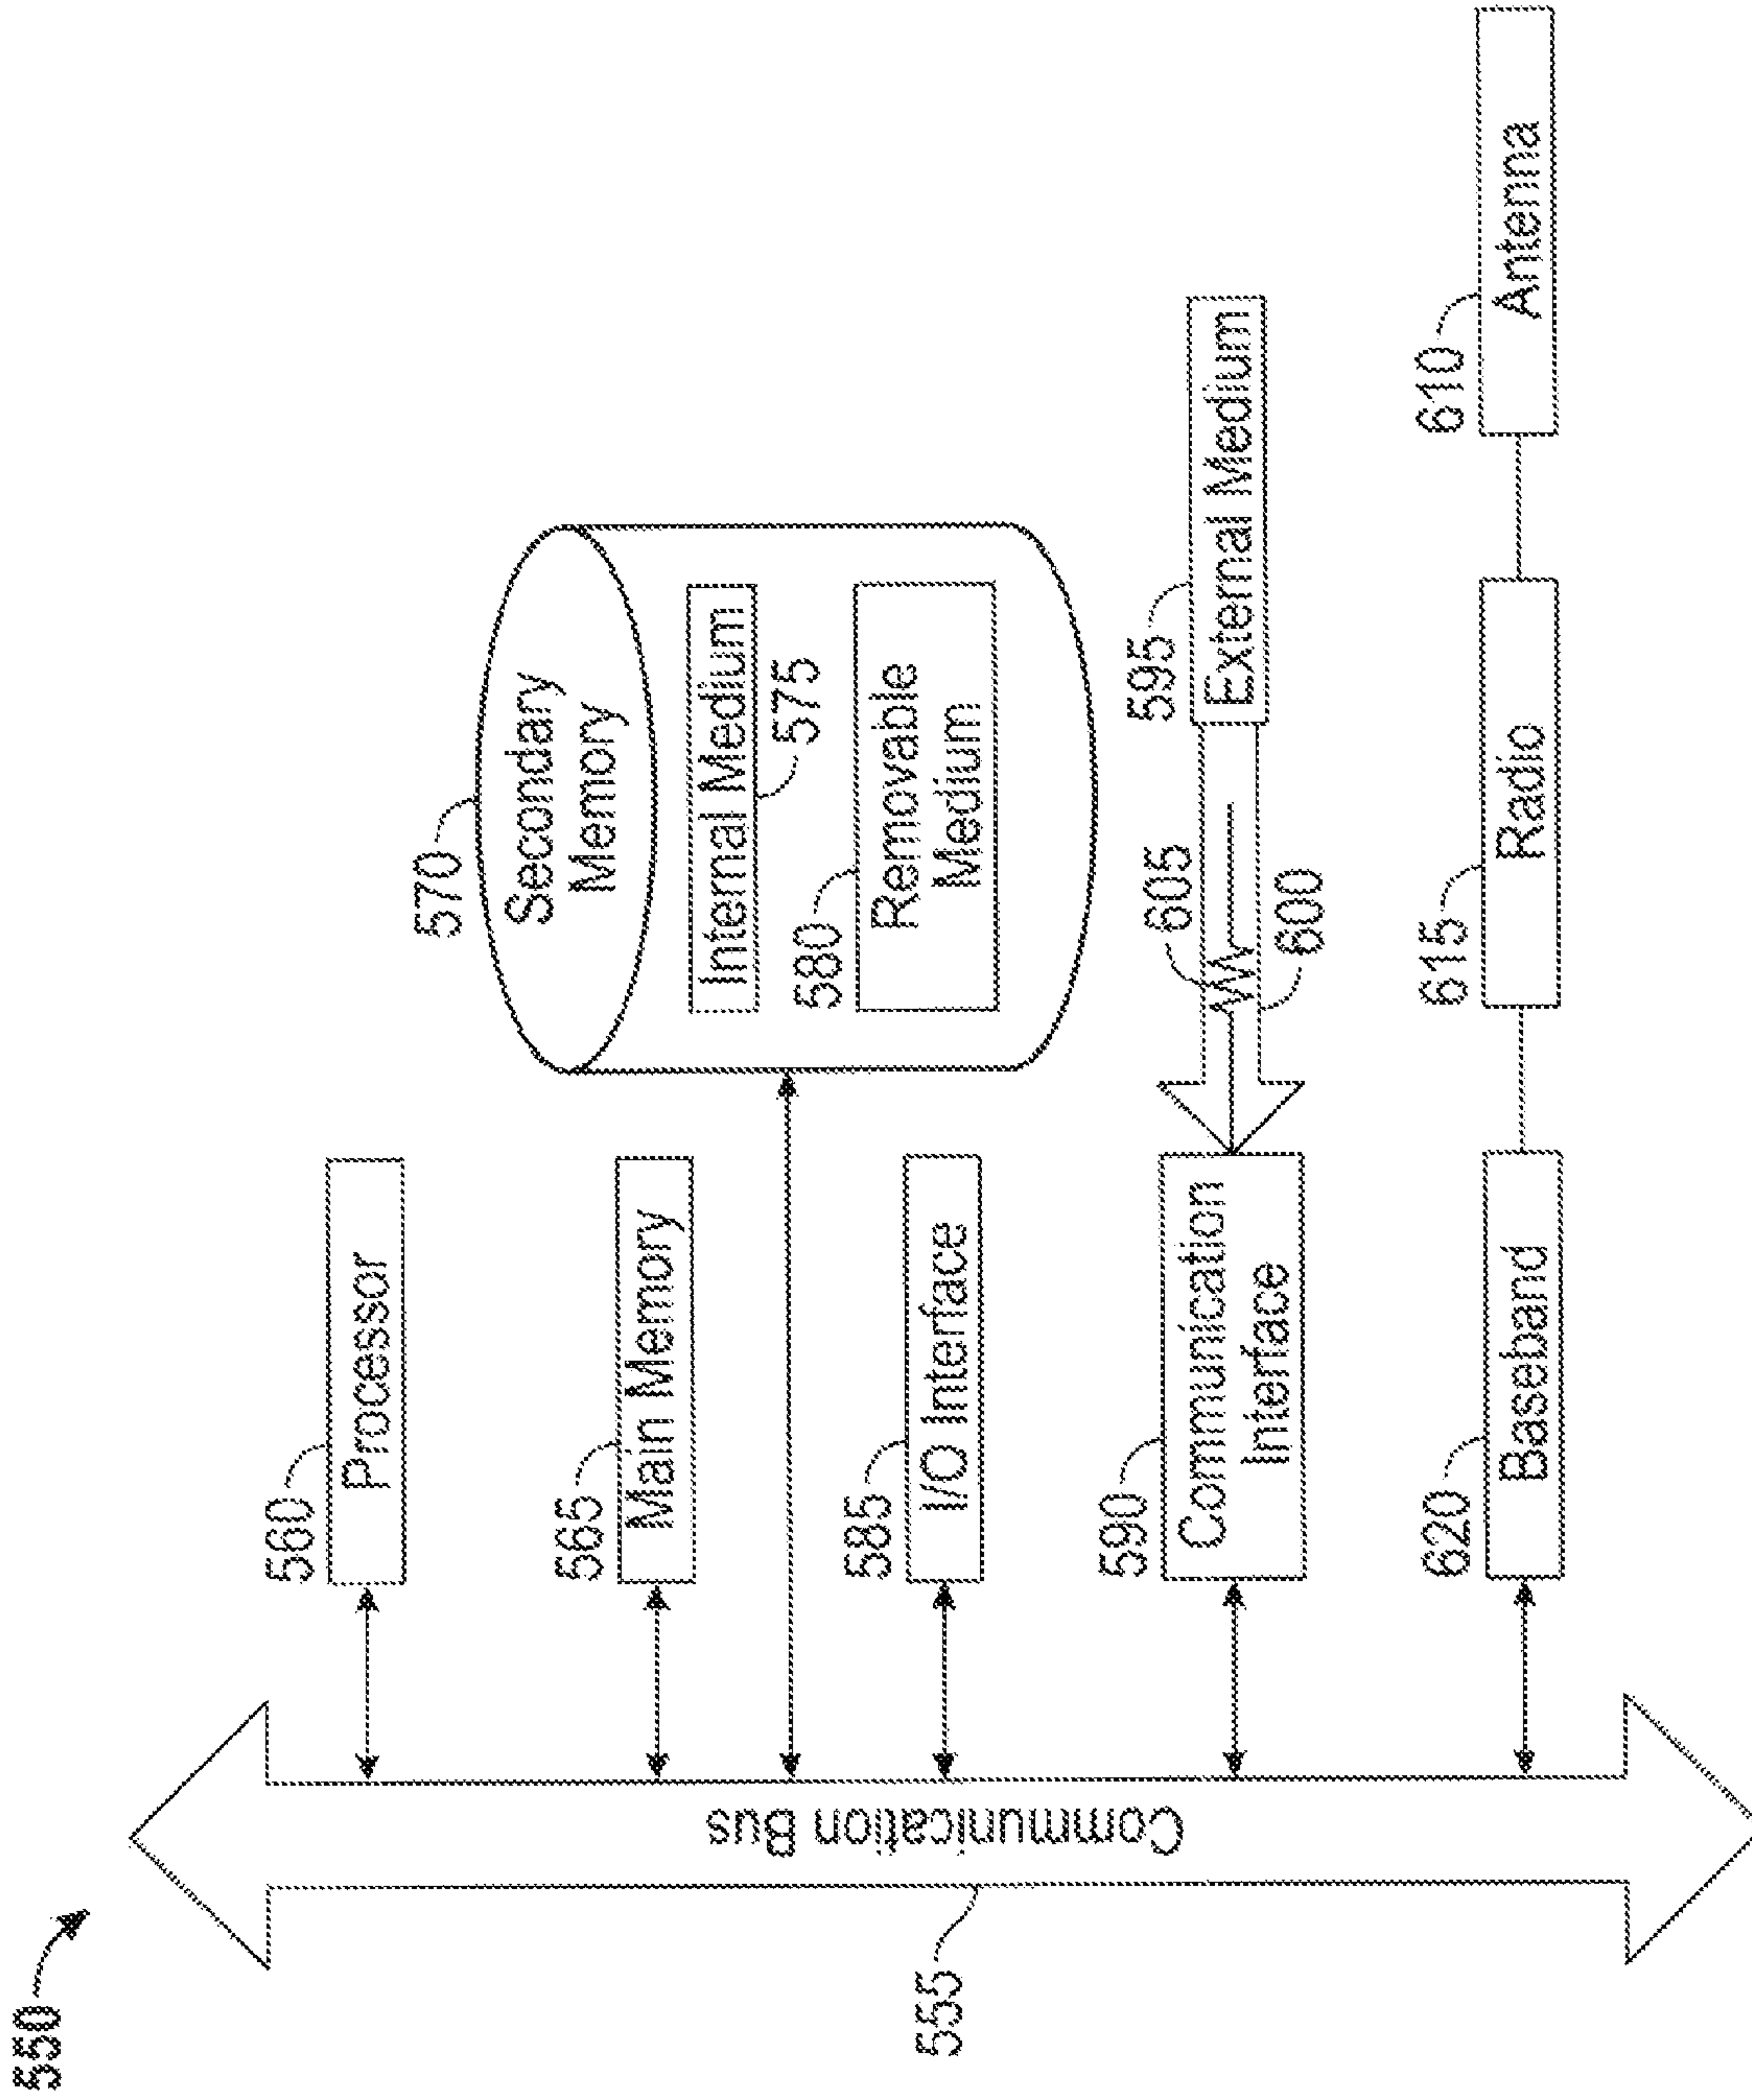 550
555
Communication Bus
560
Processor
565
Main Memory
570
Secondary
Memory
Internal Medium
575
580
Removable
Medium
585
I/O Interface
590
Communication
Interface
595
External Medium
605
600
620
Baseband
615
Radio
610
Antenna